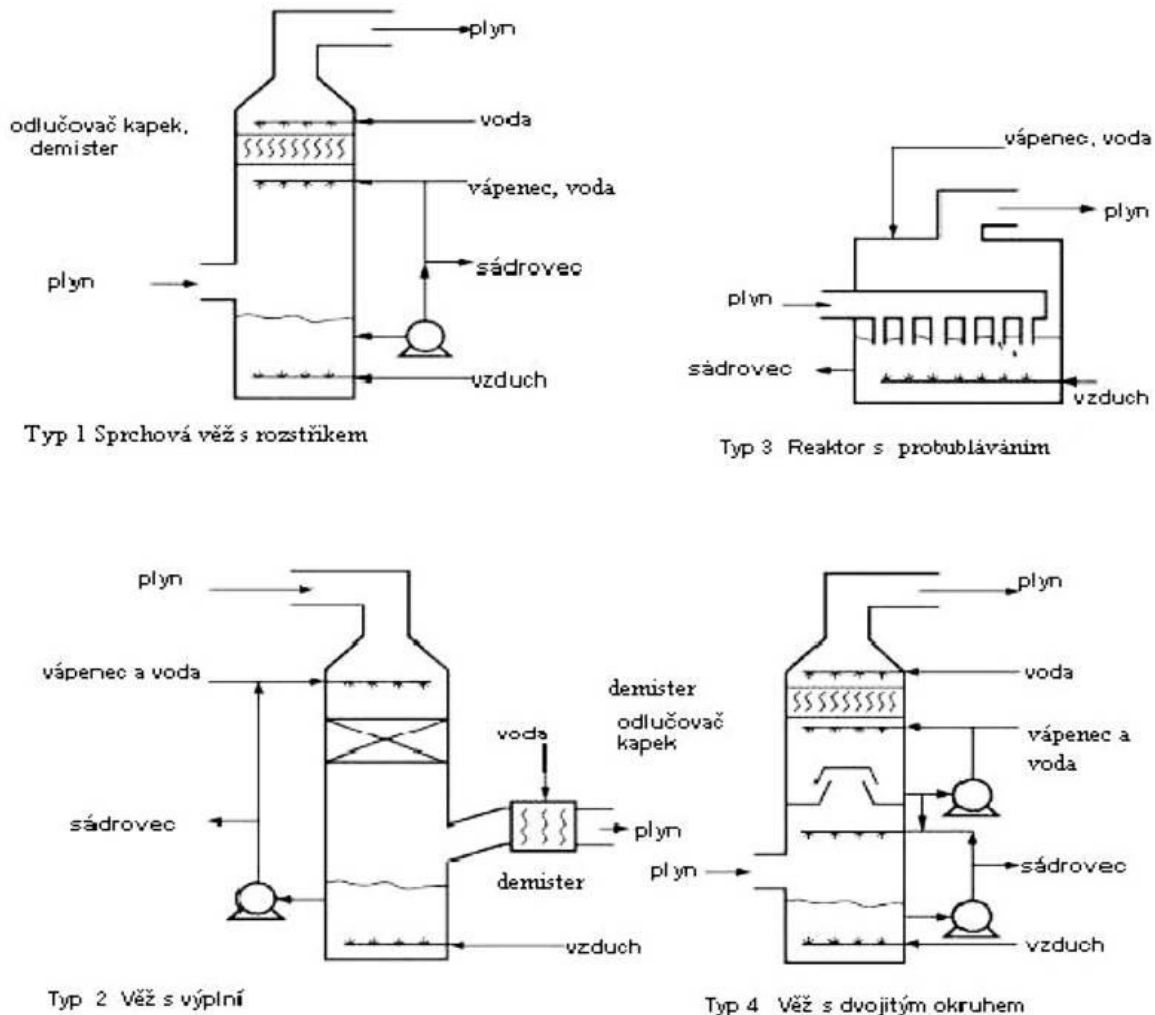 plyn
voda
odlučovač kapek,
demister
vápenec, voda
plyn
sádrovec
vzduch
Typ 1 Sprchová věž s rozstřikem
vápenec, voda
plyn
plyn
sádrovec
vzduch
Typ 3 Reaktor s probubláváním
plyn
vápenec a voda
voda
sádrovec
plyn
demister
vzduch
Typ 2 Věž s výplní
plyn
voda
demister
odlučovač
kapek
vápenec a
voda
plyn
sádrovec
vzduch
Typ 4 Věž s dvojitým okruhem